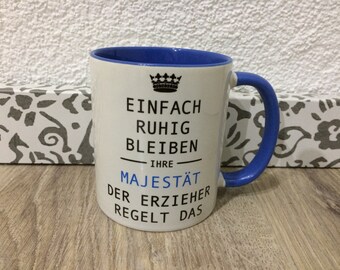 EINFACH
RUHIG
BLEIBEN
IHRE
MAJESTÄT
DER ERZIEHER
REGELT DAS